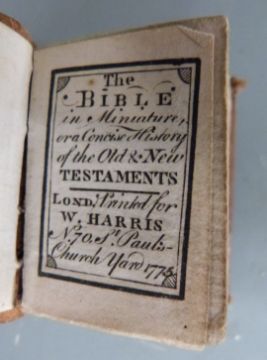 The
BIBLE
in Miniature,
or a Concise History
of the Old & New
TESTAMENTS
LOND: Printed for
W. HARRIS
No. 70. St. Pauls-
Church Yard 1775